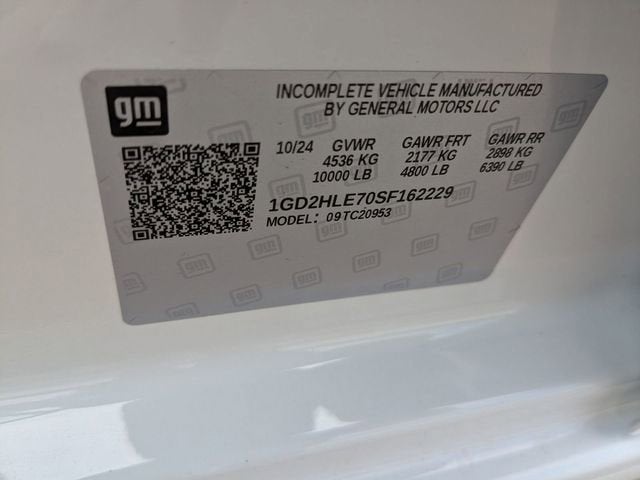 gm
INCOMPLETE VEHICLE MANUFACTURED
BY GENERAL MOTORS LLC
10/24 GVWR GAWR FRT GAWR RR
4536 KG 2177 KG 2898 KG
10000 LB 4800 LB 6390 LB
1GD2HLE70SF162229
MODEL: 09TC20953